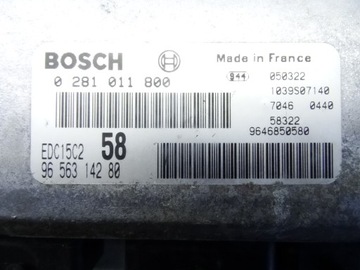 BOSCH
Made in France
0 281 011 800
944 050322
1039S07140
7046 0440
58322
9646850580
EDC15C2 58
96 563 142 80